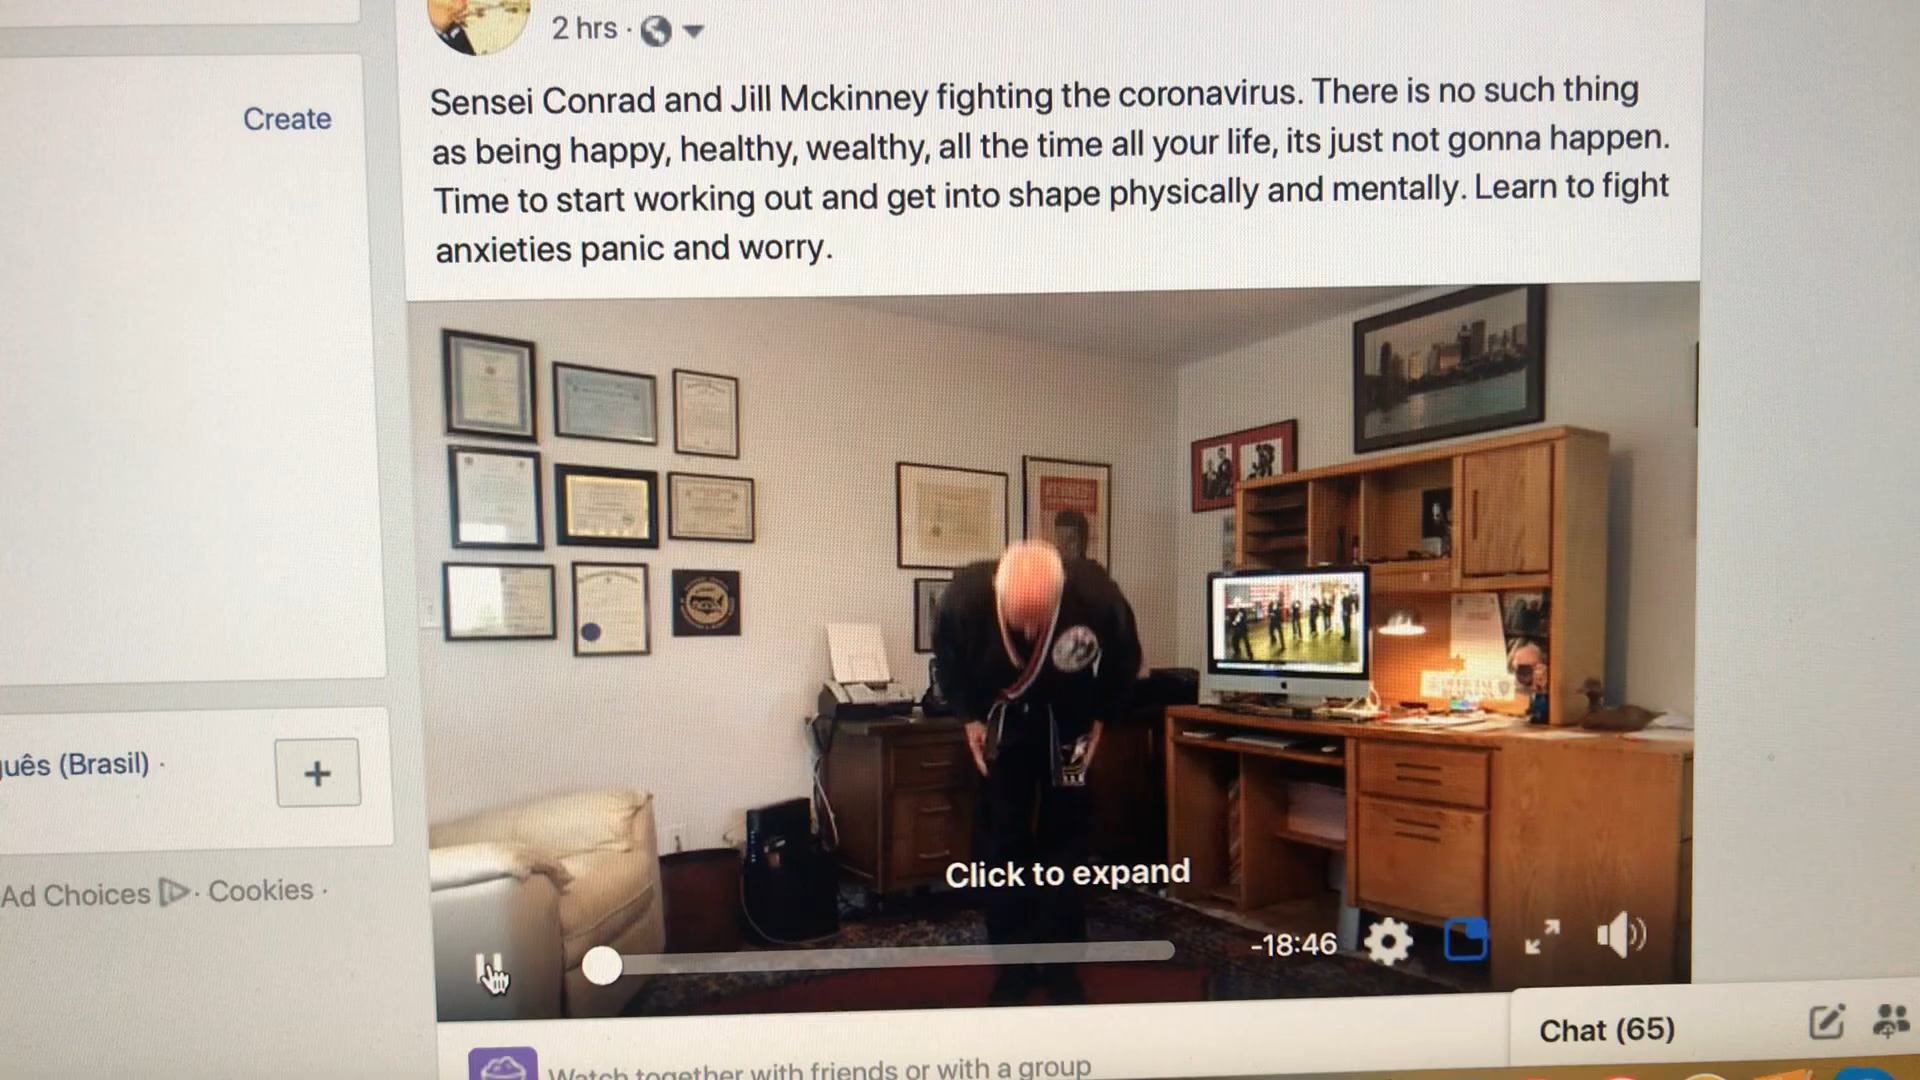 2 hrs ·
Create
Sensei Conrad and Jill Mckinney fighting the coronavirus. There is no such thing
as being happy, healthy, wealthy, all the time all your life, its just not gonna happen.
Time to start working out and get into shape physically and mentally. Learn to fight
anxieties panic and worry.
uês (Brasil) ·
+
Ad Choices · Cookies ·
Click to expand
-18:46
Chat (65)
Watch together with friends or with a group